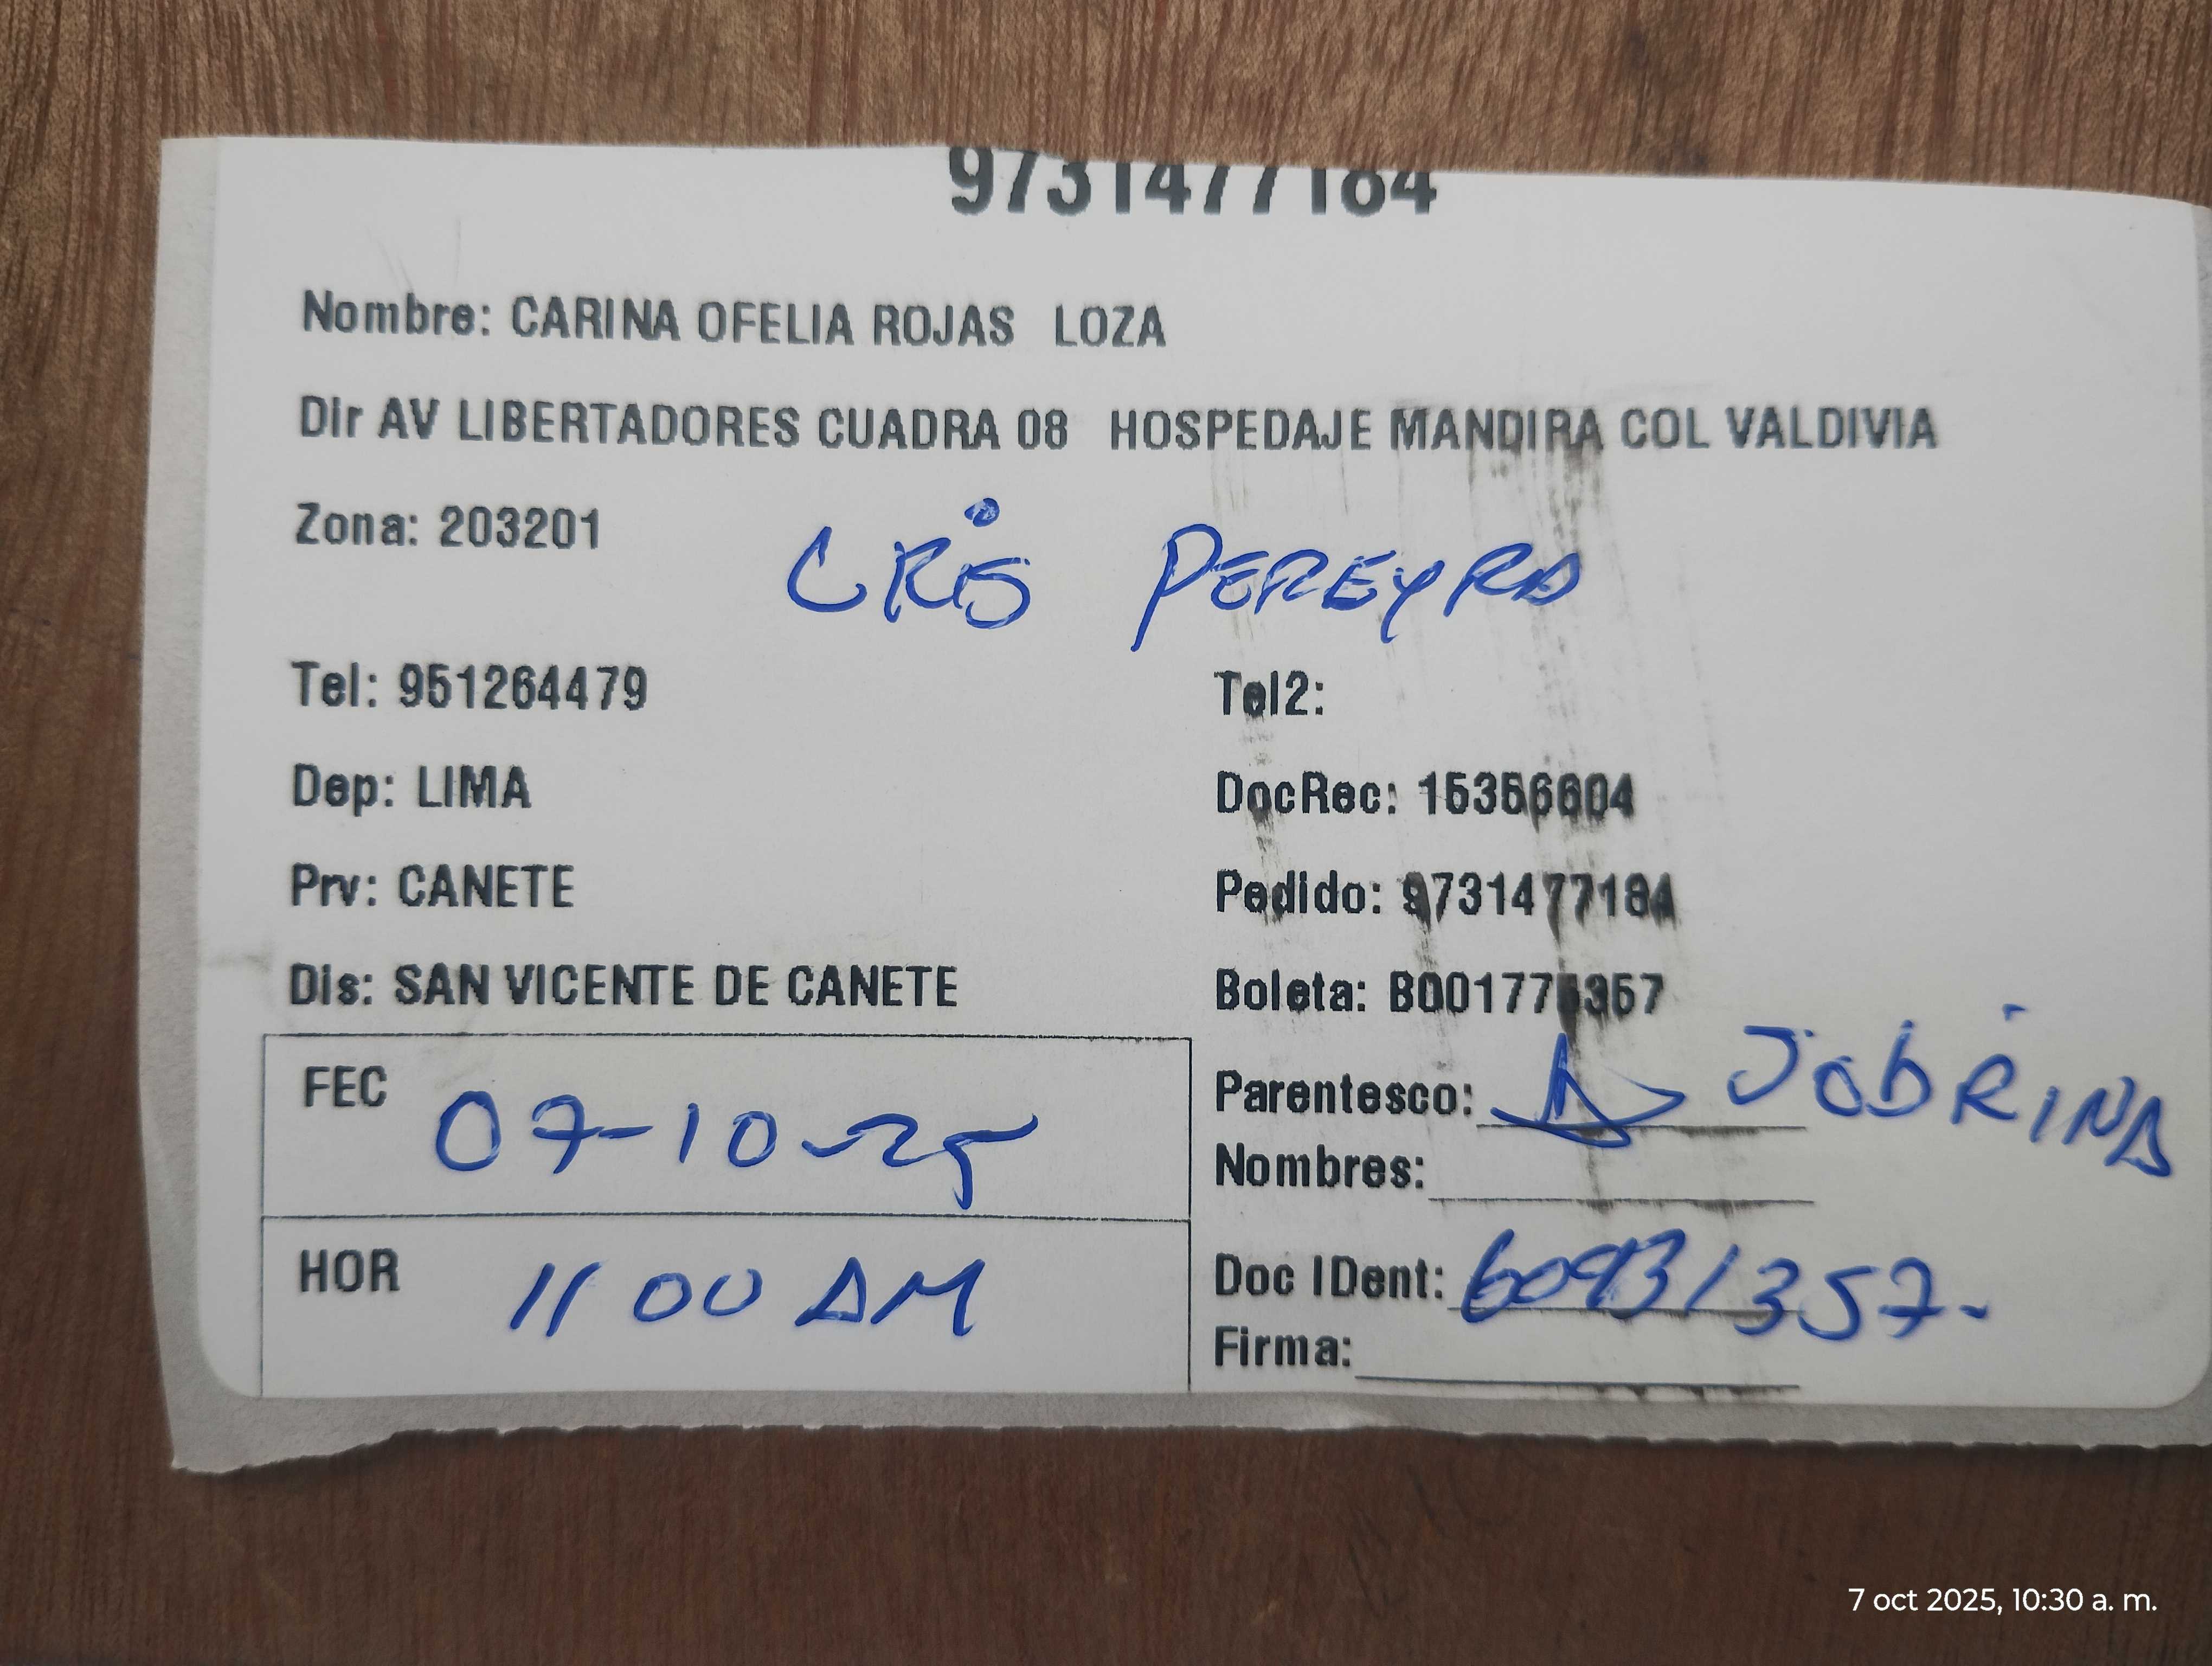 9731477184
Nombre: CARINA OFELIA ROJAS LOZA
Dir AV LIBERTADORES CUADRA 08 HOSPEDAJE MANDIRA COL VALDIVIA
Zona: 203201
CRIS PEREYRA
Tel: 951264479
Tel2:
Dep: LIMA
DocRec: 15356604
Prv: CANETE
Pedido: 9731477184
Dis: SAN VICENTE DE CANETE
Boleta:
FEC 07-10-25
Parentesco: SOBRINA
Nombres:
HOR 11 00 AM
Doc IDent: 60931357-
Firma:
7 oct 2025, 10:30 a. m.